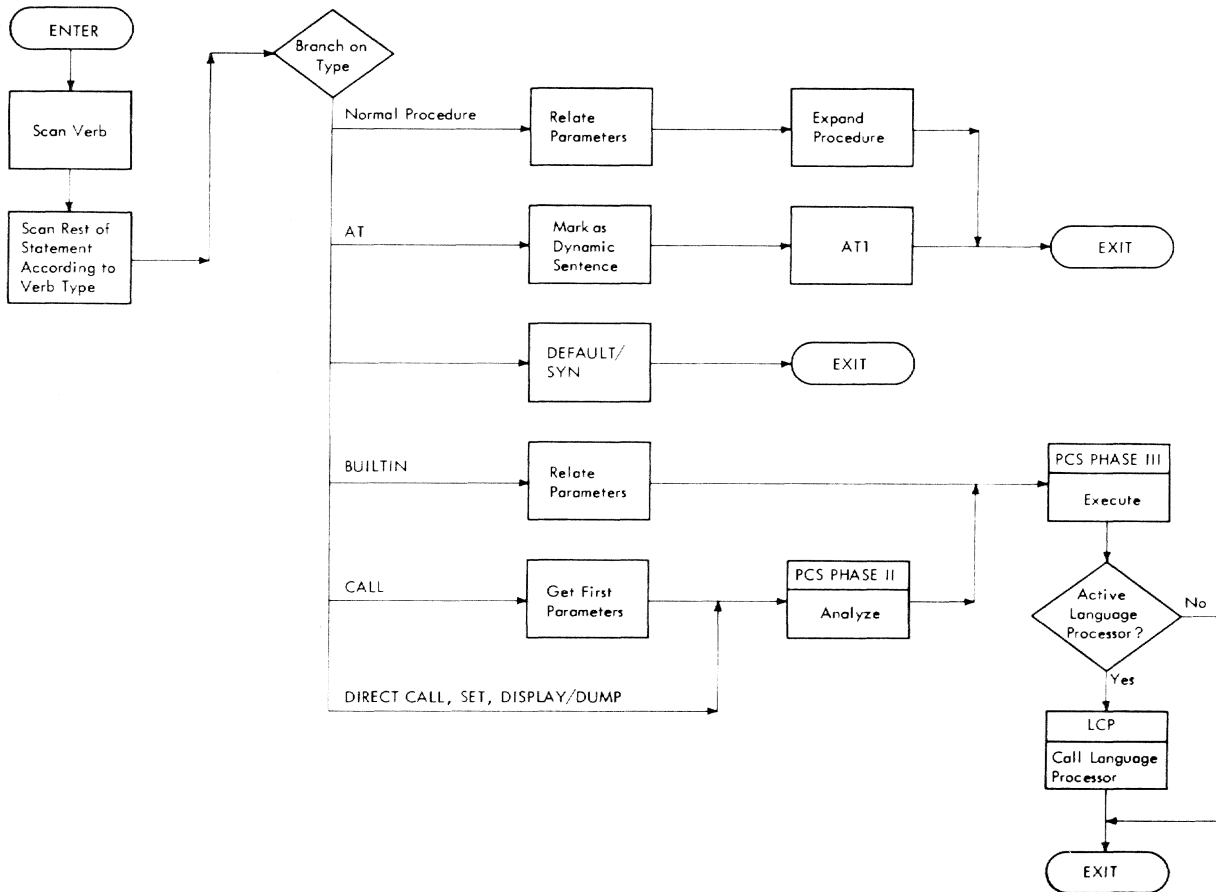 ENTER
Scan Verb
Scan Rest of
Statement
According to
Verb Type
Branch on
Type
Normal Procedure
Relate
Parameters
Expand
Procedure
AT
Mark as
Dynamic
Sentence
AT1
EXIT
DEFAULT/
SYN
EXIT
BUILTIN
Relate
Parameters
PCS PHASE III
Execute
CALL
Get First
Parameters
PCS PHASE II
Analyze
Active
Language
Processor?
No
Yes
DIRECT CALL, SET, DISPLAY/DUMP
LCP
Call Language
Processor
EXIT